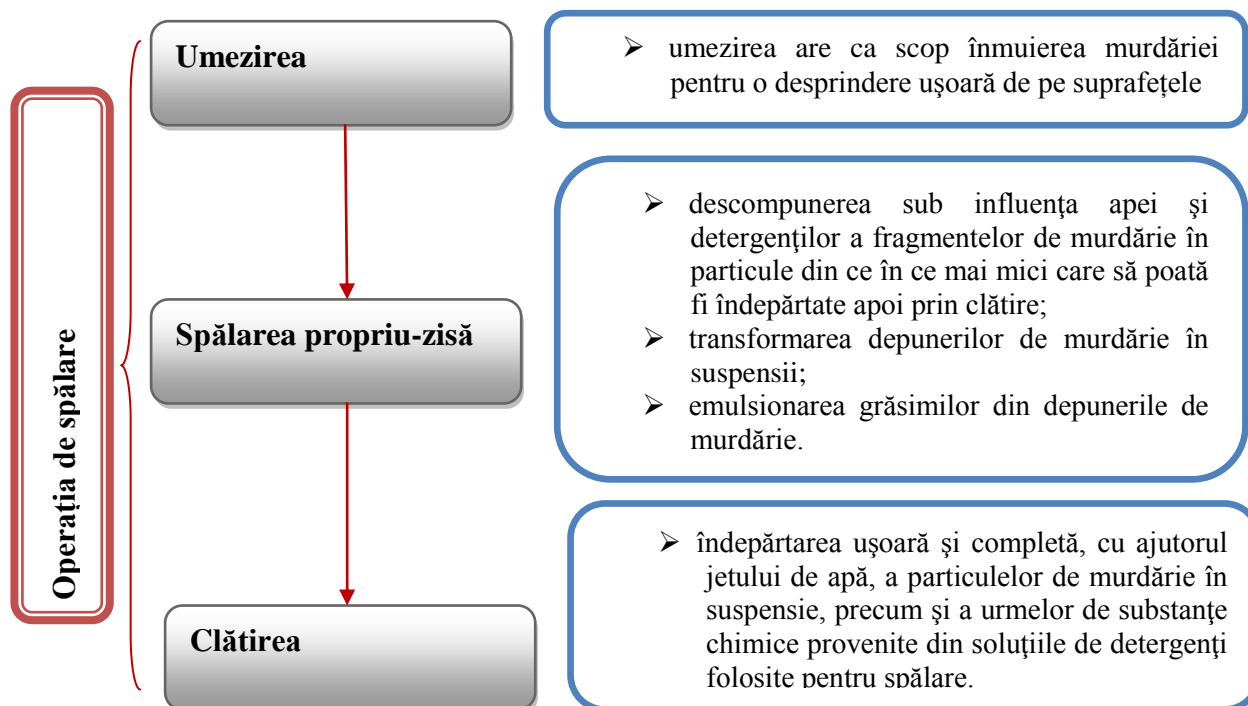 Operația de spălare
Umezirea
➢ umezirea are ca scop înmuierea murdăriei
pentru o desprindere uşoară de pe suprafețele
Spălarea propriu-zisă
➢ descompunerea sub influenţa apei şi
detergenţilor a fragmentelor de murdărie în
particule din ce în ce mai mici care să poată
fi îndepărtate apoi prin clătire;
➢ transformarea depunerilor de murdărie în
suspensii;
➢ emulsionarea grăsimilor din depunerile de
murdărie.
Clătirea
➢ îndepărtarea uşoară şi completă, cu ajutorul
jetului de apă, a particulelor de murdărie în
suspensie, precum şi a urmelor de substanţe
chimice provenite din soluţiile de detergenţi
folosite pentru spălare.